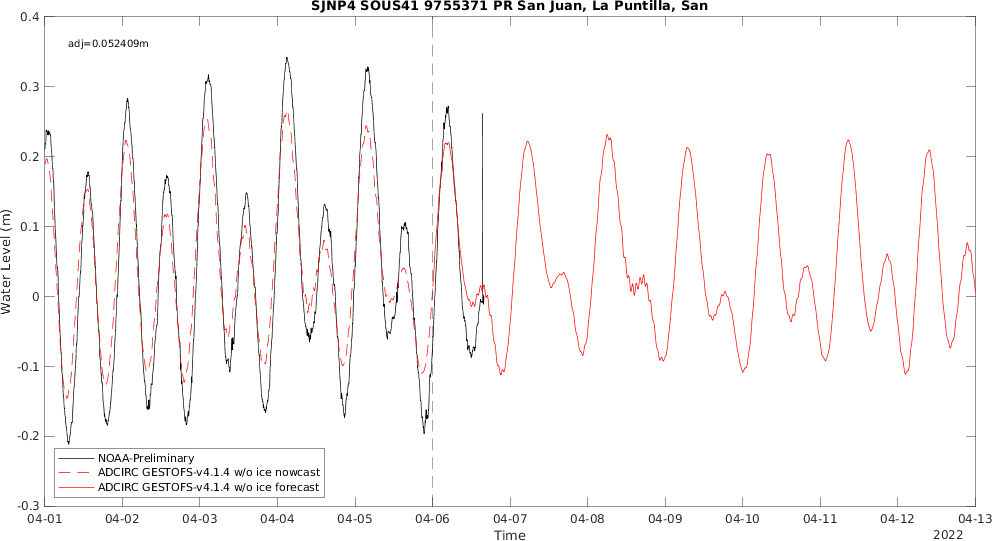 SJNP4 SOUS41 9755371 PR San Juan, La Puntilla, San
adj=0.052409m
0.4
0.3
0.2
0.1
0
-0.1
-0.2
-0.3
Water Level (m)
NOAA-Preliminary
ADCIRC GESTOFS-v4.1.4 w/o ice nowcast
ADCIRC GESTOFS-v4.1.4 w/o ice forecast
04-01 04-02 04-03 04-04 04-05 04-06 04-07 04-08 04-09 04-10 04-11 04-12 04-13
Time
2022